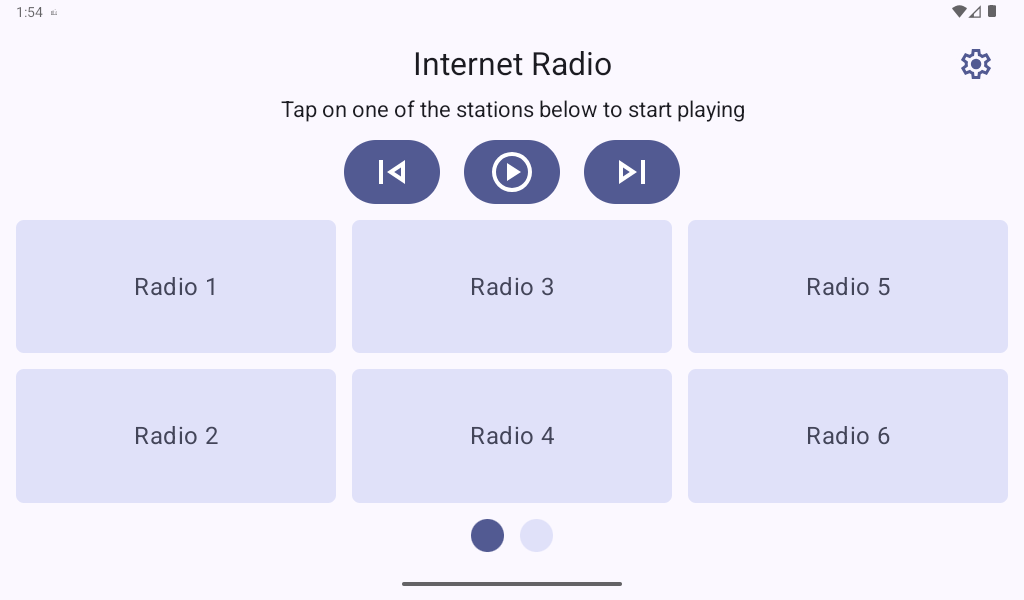 1:54
Internet Radio
Tap on one of the stations below to start playing
Radio 1
Radio 3
Radio 5
Radio 2
Radio 4
Radio 6